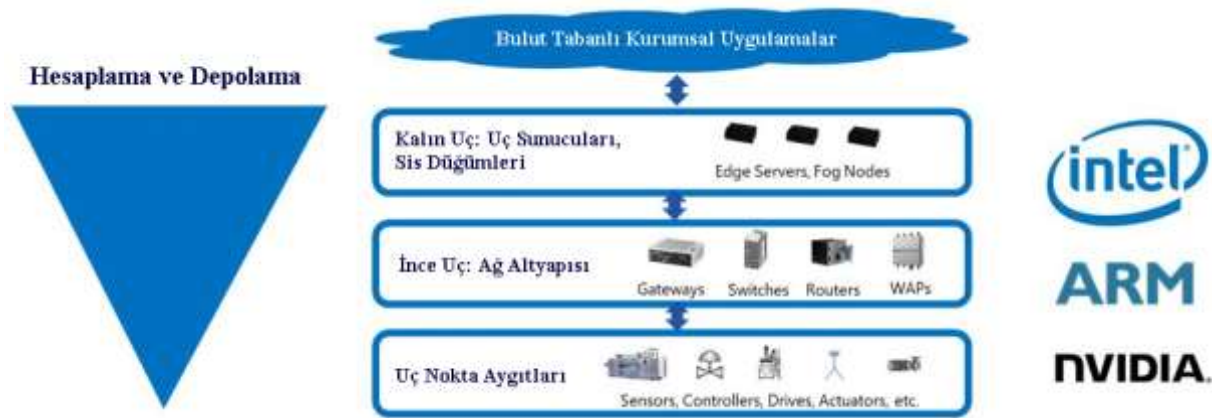 Bulut Tabanlı Kurumsal Uygulamalar
Hesaplama ve Depolama
Kalın Uç: Uç Sunucuları,
Sis Düğümleri
Edge Servers, Fog Nodes
İnce Uç: Ağ Altyapısı
Gateways
Switches
Routers
WAPs
Uç Nokta Aygıtları
Sensors, Controllers, Drives, Actuators, etc.
intel
ARM
NVIDIA.